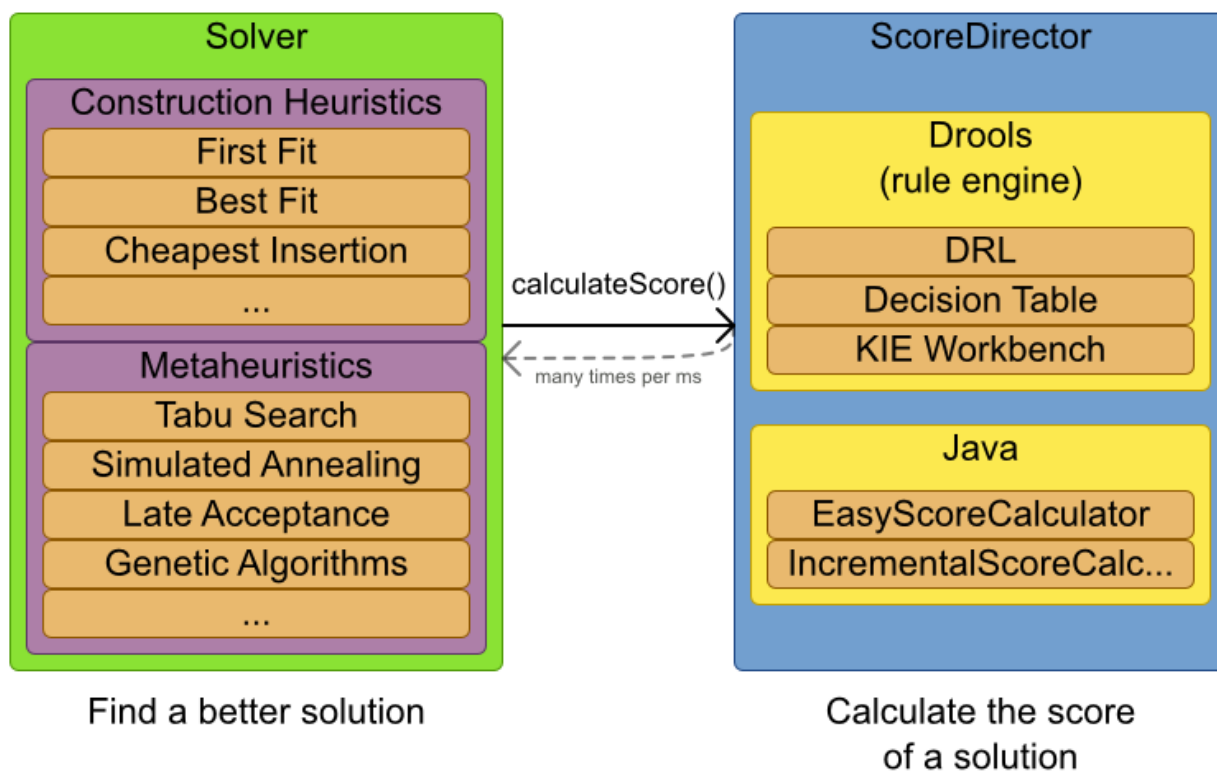 Solver
Construction Heuristics
First Fit
Best Fit
Cheapest Insertion
...
Metaheuristics
Tabu Search
Simulated Annealing
Late Acceptance
Genetic Algorithms
...
Find a better solution
calculateScore()
many times per ms
ScoreDirector
Drools
(rule engine)
DRL
Decision Table
KIE Workbench
Java
EasyScoreCalculator
IncrementalScoreCalc...
Calculate the score
of a solution